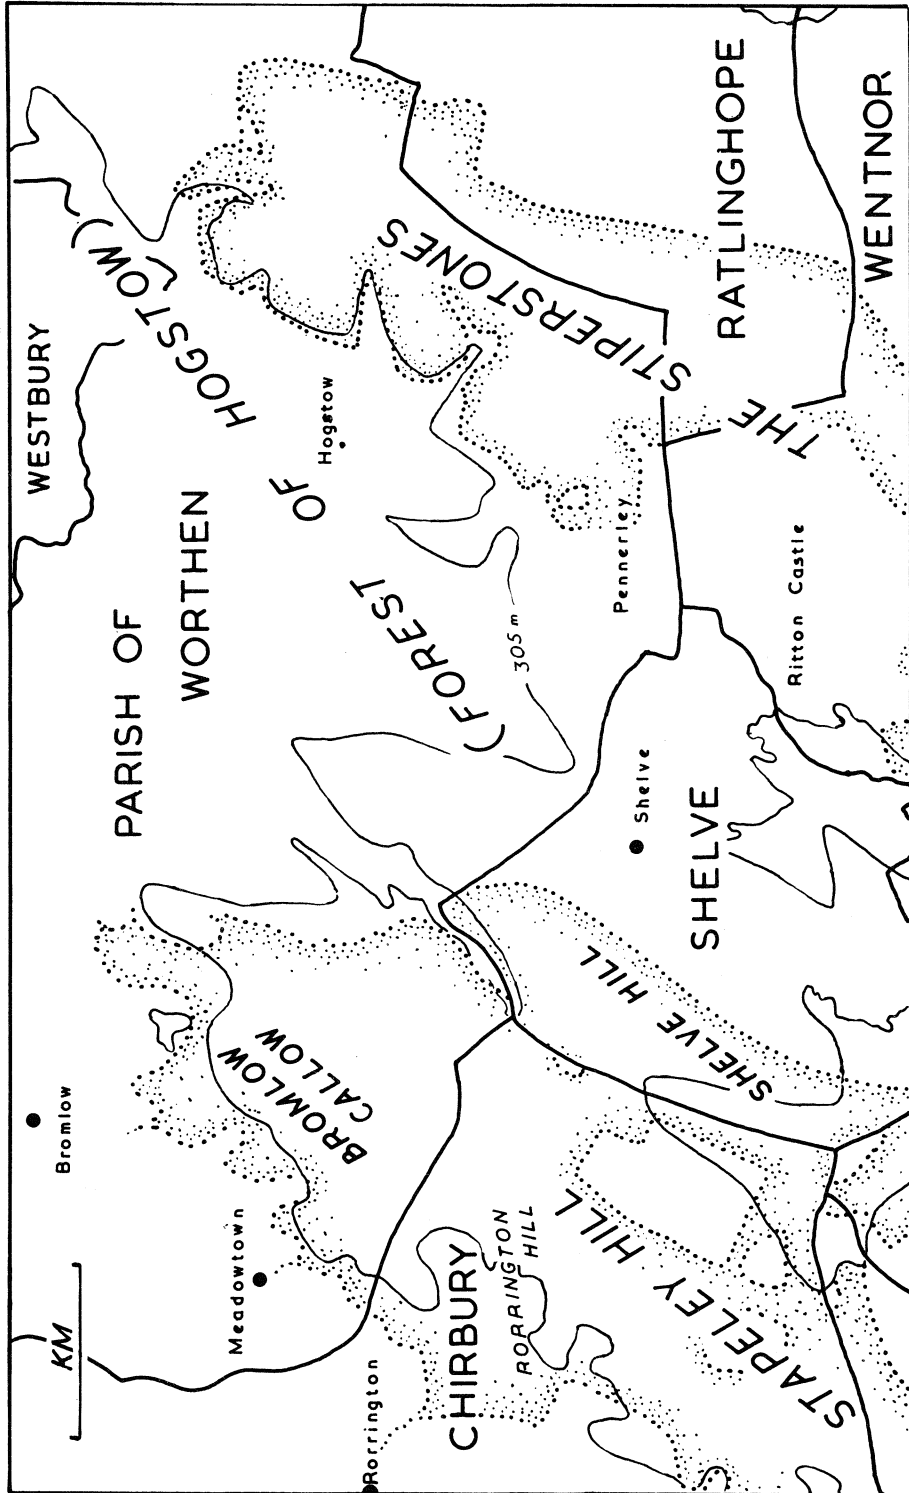 WESTBURY
PARISH OF
WORTHEN
(FOREST
OF
HOGSTOW)
Hogstow
THE
STIPERSTONES
RATLINGHOPE
WENTNOR
Pennerley
Ritton Castle
305 m
Shelve
SHELVE
SHELVE HILL
BROMLOW
CALLOW
Bromlow
Meadowtown
KM
Rorrington
CHIRBURY
RORRINGTON
HILL
STAPELEY HILL